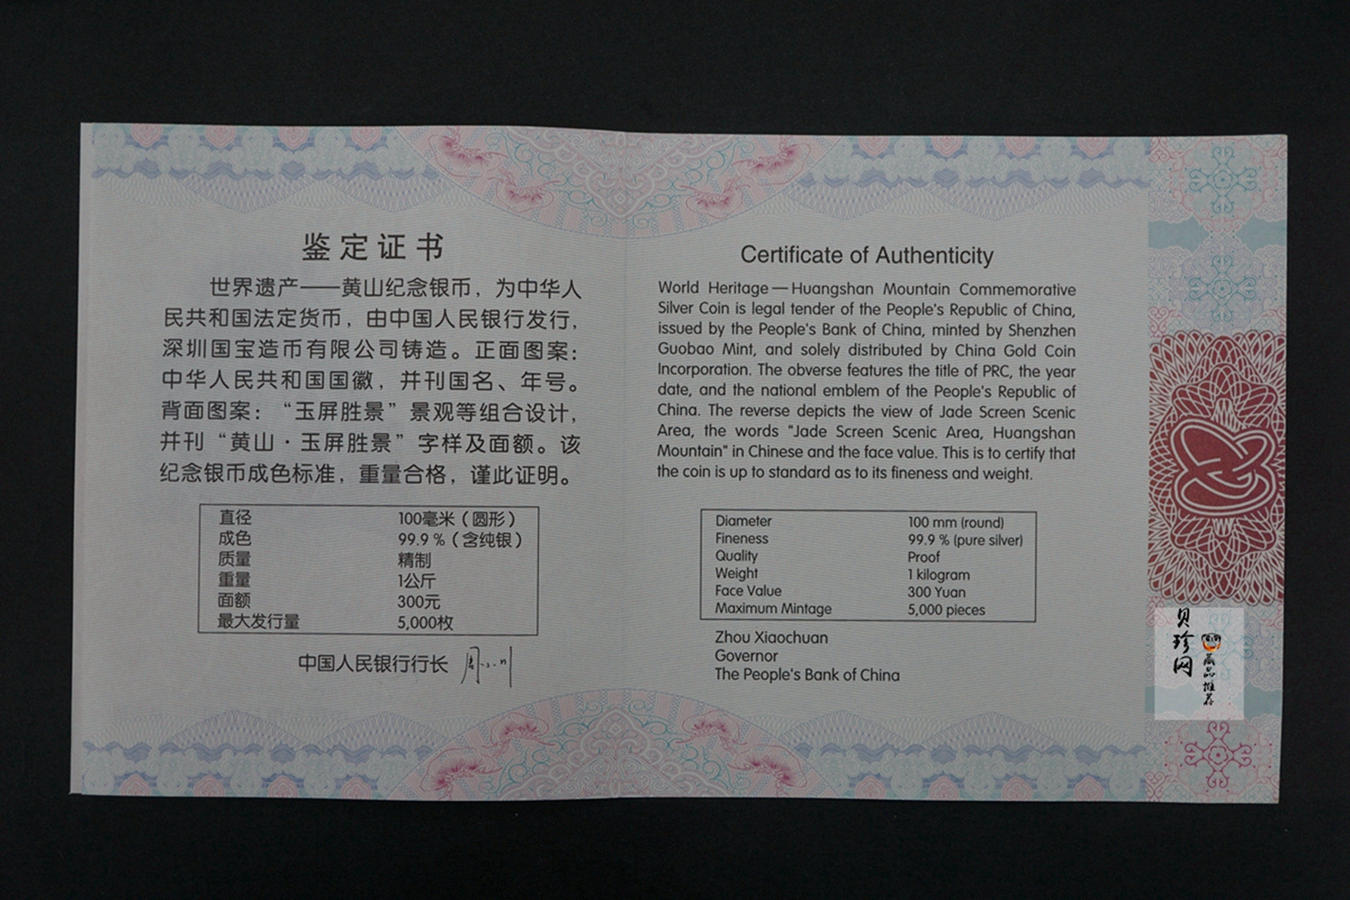 鉴定证书
世界遗产——黄山纪念银币，为中华人
民共和国法定货币，由中国人民银行发行，
深圳国宝造币有限公司铸造。正面图案：
中华人民共和国国徽，并刊国名、年号。
背面图案：“玉屏胜景”景观等组合设计，
并刊“黄山·玉屏胜景”字样及面额。该
纪念银币成色标准，重量合格，谨此证明。
直径 100毫米（圆形）
成色 99.9％（含纯银）
质量 精制
重量 1公斤
面额 300元
最大发行量 5,000枚
中国人民银行行长
Certificate of Authenticity
World Heritage — Huangshan Mountain Commemorative
Silver Coin is legal tender of the People's Republic of China,
issued by the People's Bank of China, minted by Shenzhen
Guobao Mint, and solely distributed by China Gold Coin
Incorporation. The obverse features the title of PRC, the year
date, and the national emblem of the People's Republic of
China. The reverse depicts the view of Jade Screen Scenic
Area, the words "Jade Screen Scenic Area, Huangshan
Mountain" in Chinese and the face value. This is to certify that
the coin is up to standard as to its fineness and weight.
Diameter 100 mm (round)
Fineness 99.9 % (pure silver)
Quality Proof
Weight 1 kilogram
Face Value 300 Yuan
Maximum Mintage 5,000 pieces
Zhou Xiaochuan
Governor
The People's Bank of China
贝珍网
藏品推荐